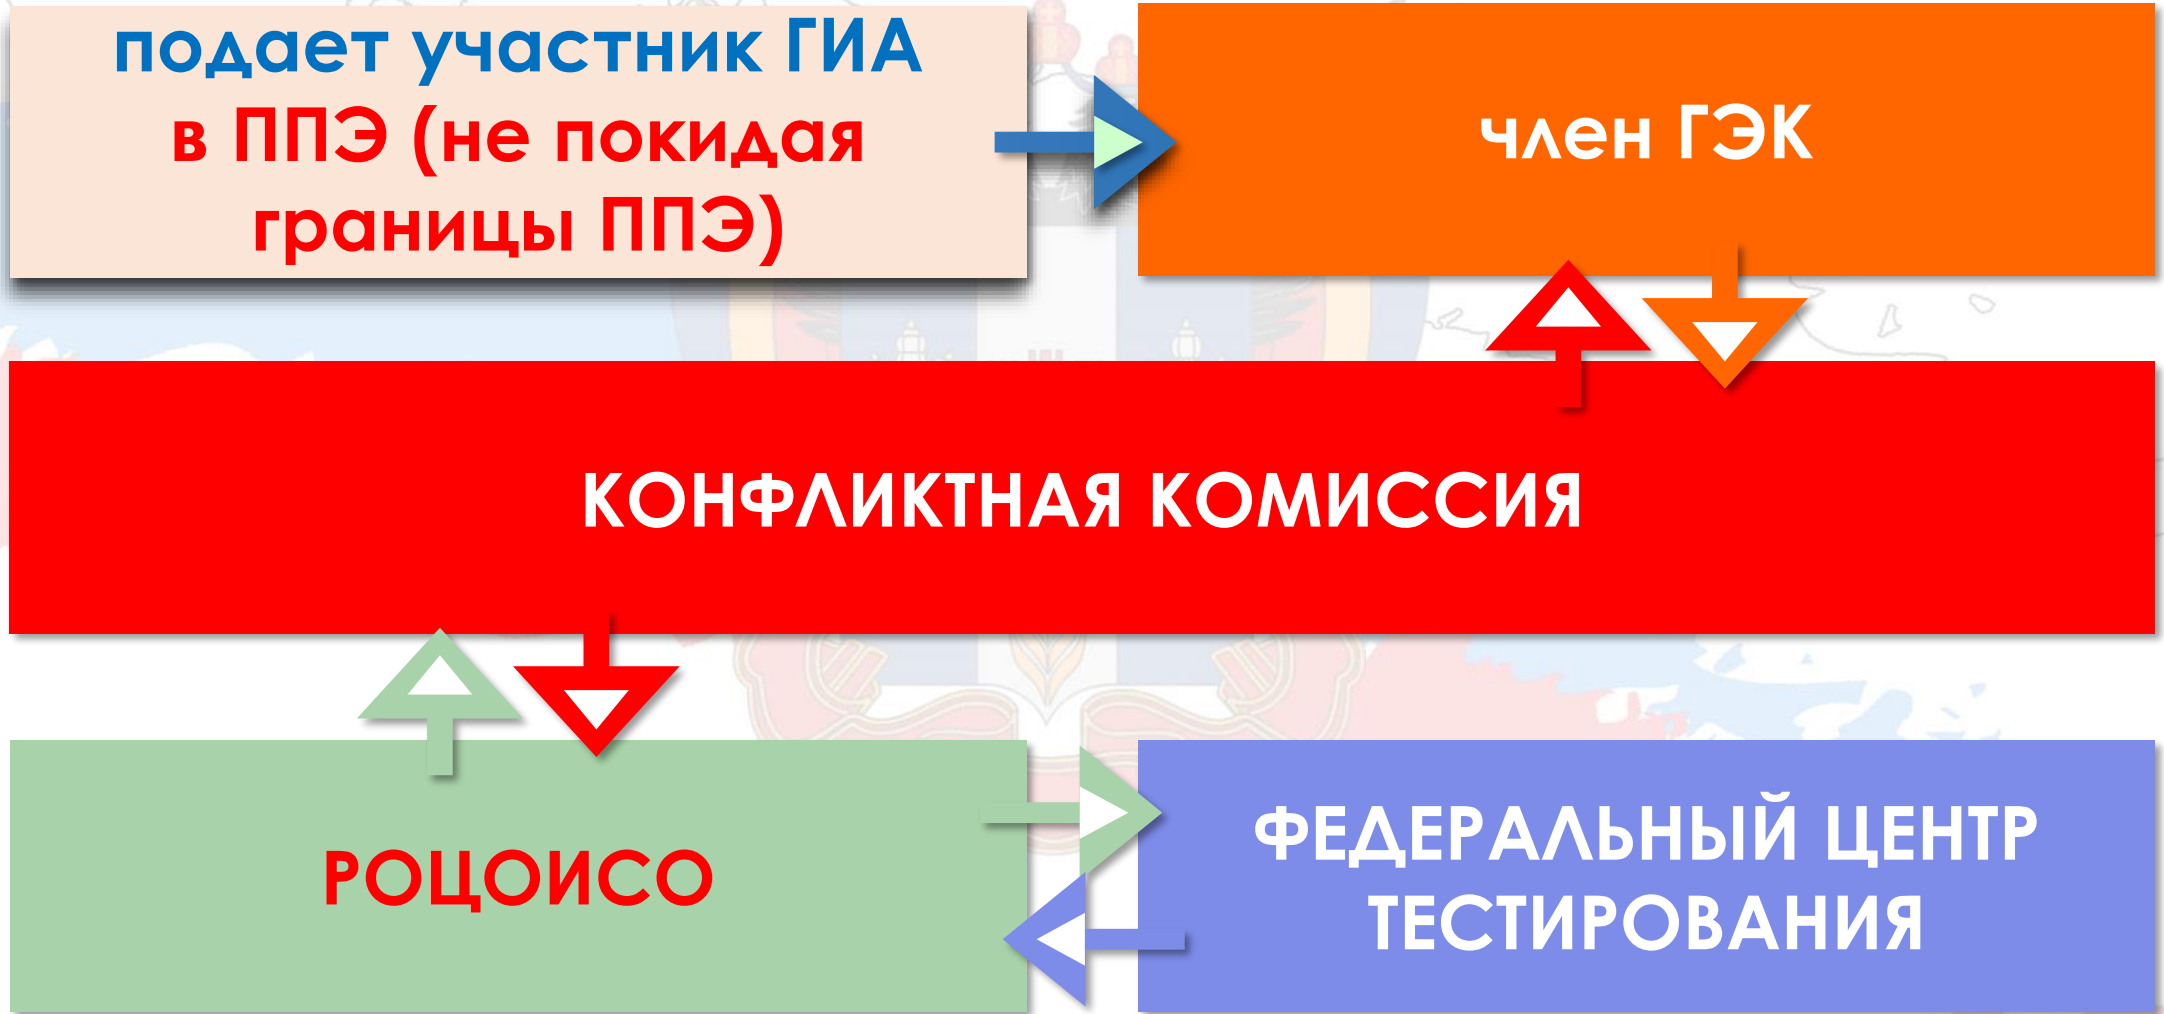 подает участник ГИА
в ППЭ (не покидая
границы ППЭ)
член ГЭК
КОНФЛИКТНАЯ КОМИССИЯ
РОЦОИСО
ФЕДЕРАЛЬНЫЙ ЦЕНТР
ТЕСТИРОВАНИЯ